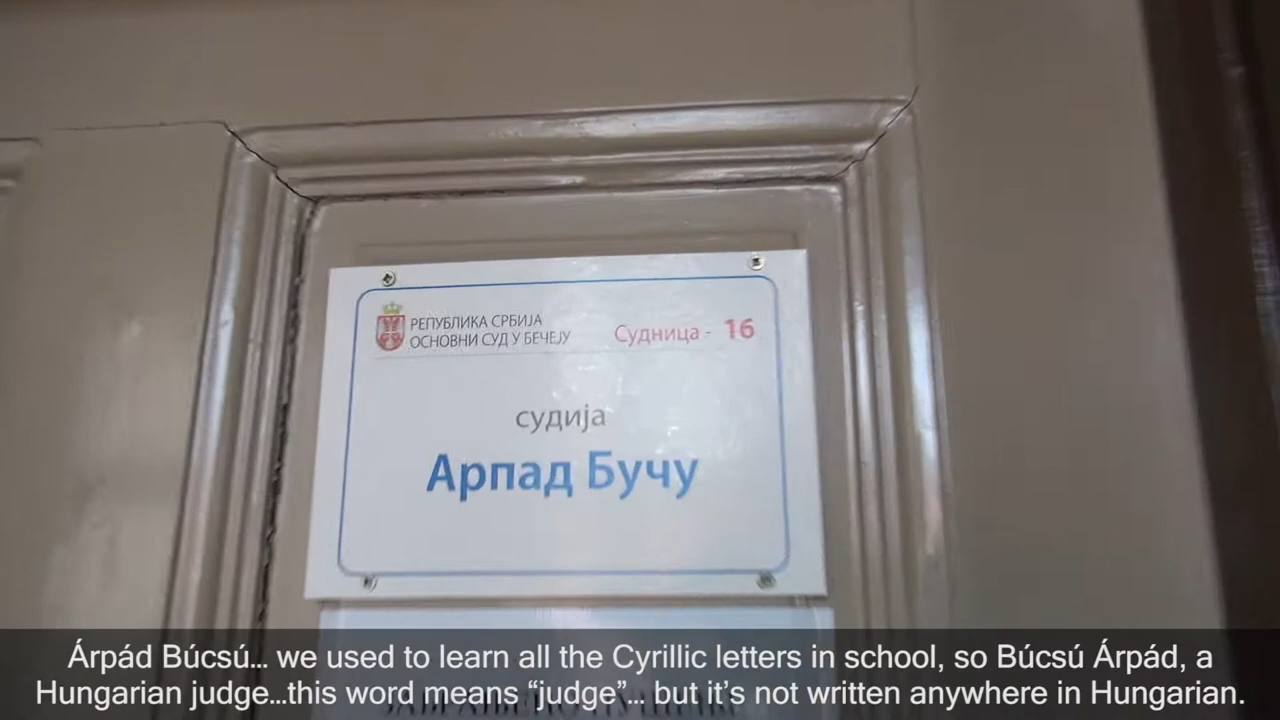 РЕПУБЛИКА СРБИЈА
ОСНОВНИ СУД У БЕЧЕЈУ
Судница - 16
судија
Арпад Бучу
Árpád Búcsú… we used to learn all the Cyrillic letters in school, so Búcsú Árpád, a
Hungarian judge…this word means “judge”… but it’s not written anywhere in Hungarian.